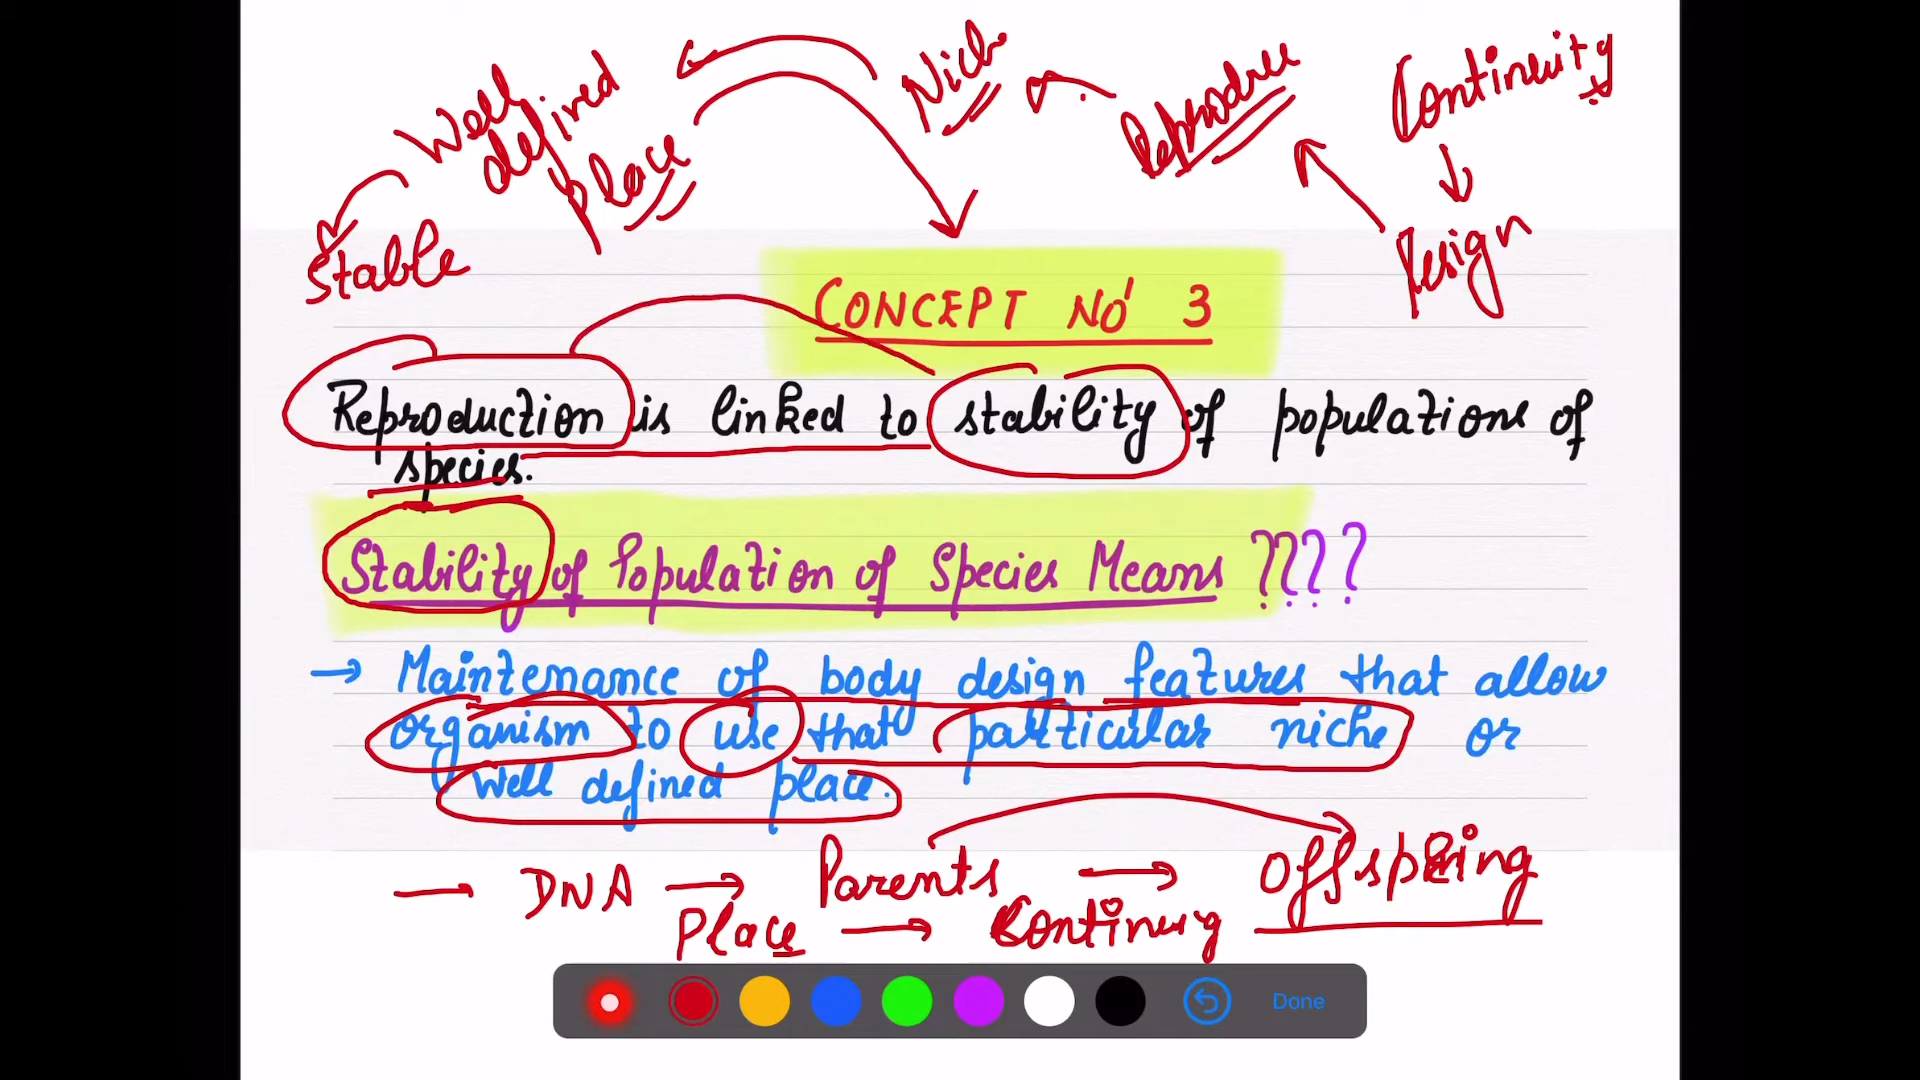 Continuity
Design
Reproduce
Nich
Well
defined
place
Stable
CONCEPT NO 3
Reproduction is linked to stability of populations of
species.
Stability of Population of Species Means ????
→ Maintenance of body design features that allow
organism to use that particular niche or
well defined place.
→ DNA → Parents → Offspring
Place → 
Done